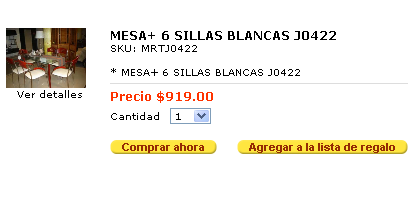 MESA+ 6 SILLAS BLANCAS J0422
SKU: MRTJ0422
* MESA+ 6 SILLAS BLANCAS J0422
Ver detalles
Precio $919.00
Cantidad 1
Comprar ahora Agregar a la lista de regalo